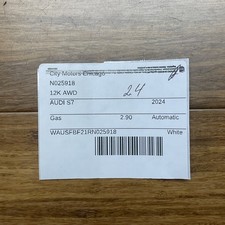 City Motors Chicago
N025918
12K AWD 24
AUDI S7 2024
Gas 2.90 Automatic
WAUSFBF21RN025918 White